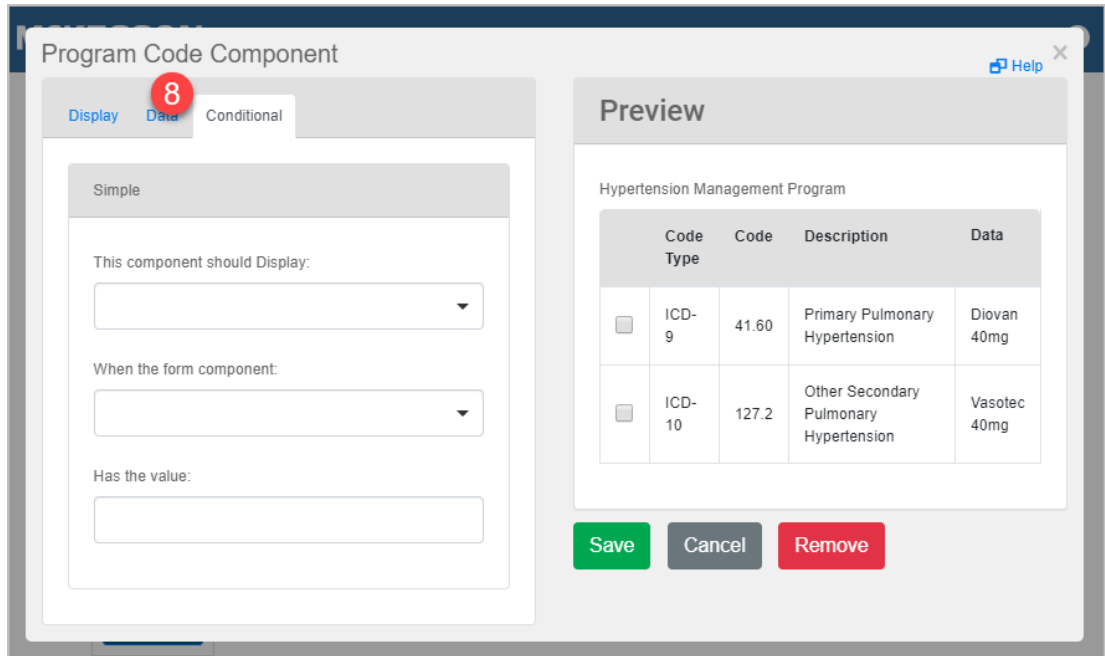 Program Code Component
Help
8
Display Data Conditional
Simple
This component should Display:
When the form component:
Has the value:
Preview
Hypertension Management Program
Code Type Code Description Data
ICD-9 41.60 Primary Pulmonary Hypertension Diovan 40mg
ICD-10 127.2 Other Secondary Pulmonary Hypertension Vasotec 40mg
Save Cancel Remove